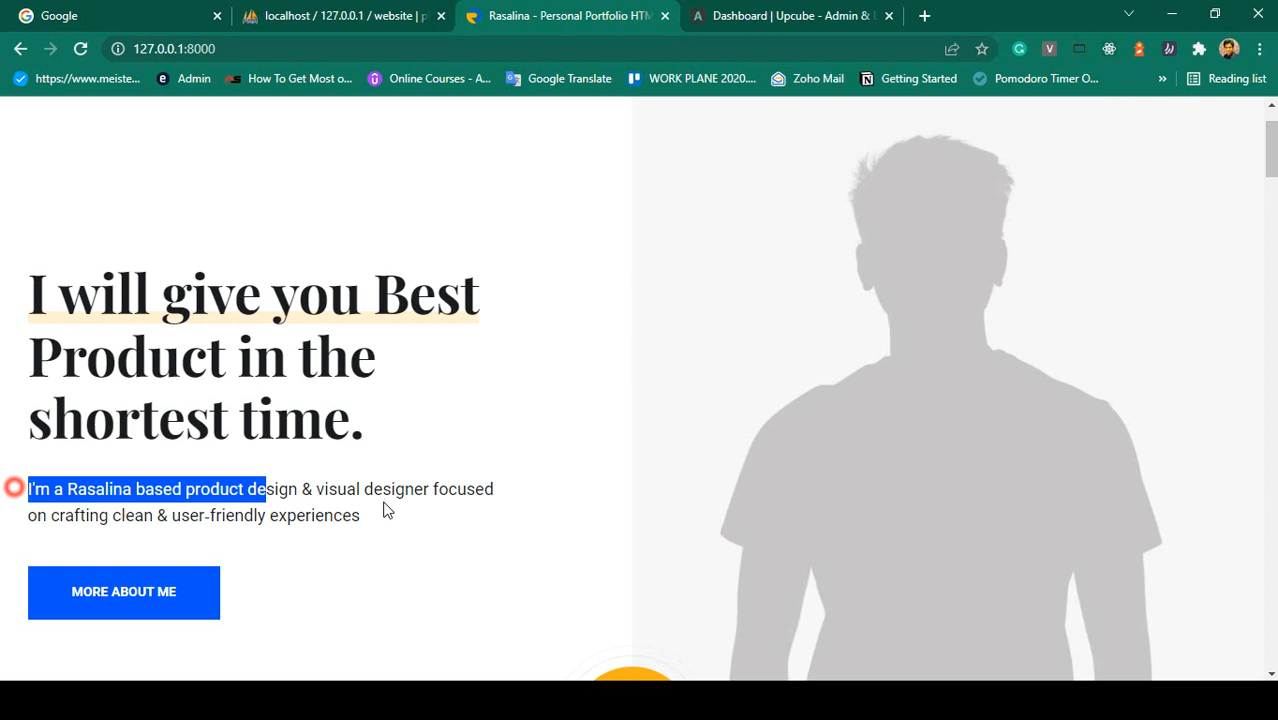 Google
localhost / 127.0.0.1 / website | p
Rasalina - Personal Portfolio HTM
Dashboard | Upcube - Admin &
127.0.0.1:8000
https://www.meiste...
Admin
How To Get Most o...
Online Courses - A...
Google Translate
WORK PLANE 2020....
Zoho Mail
Getting Started
Pomodoro Timer O...
Reading list
I will give you Best
Product in the
shortest time.
I'm a Rasalina based product design & visual designer focused
on crafting clean & user-friendly experiences
MORE ABOUT ME